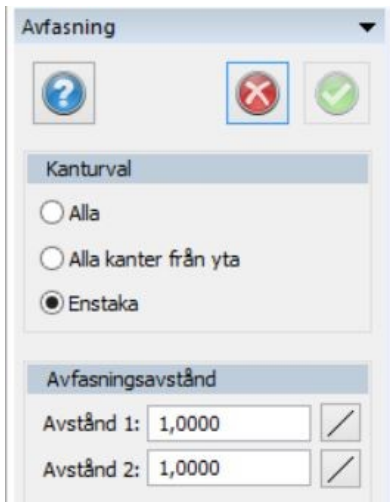 Avfasning
Kanturval
Alla
Alla kanter från yta
Enstaka
Avfasningsavstånd
Avstånd 1: 1,0000
Avstånd 2: 1,0000